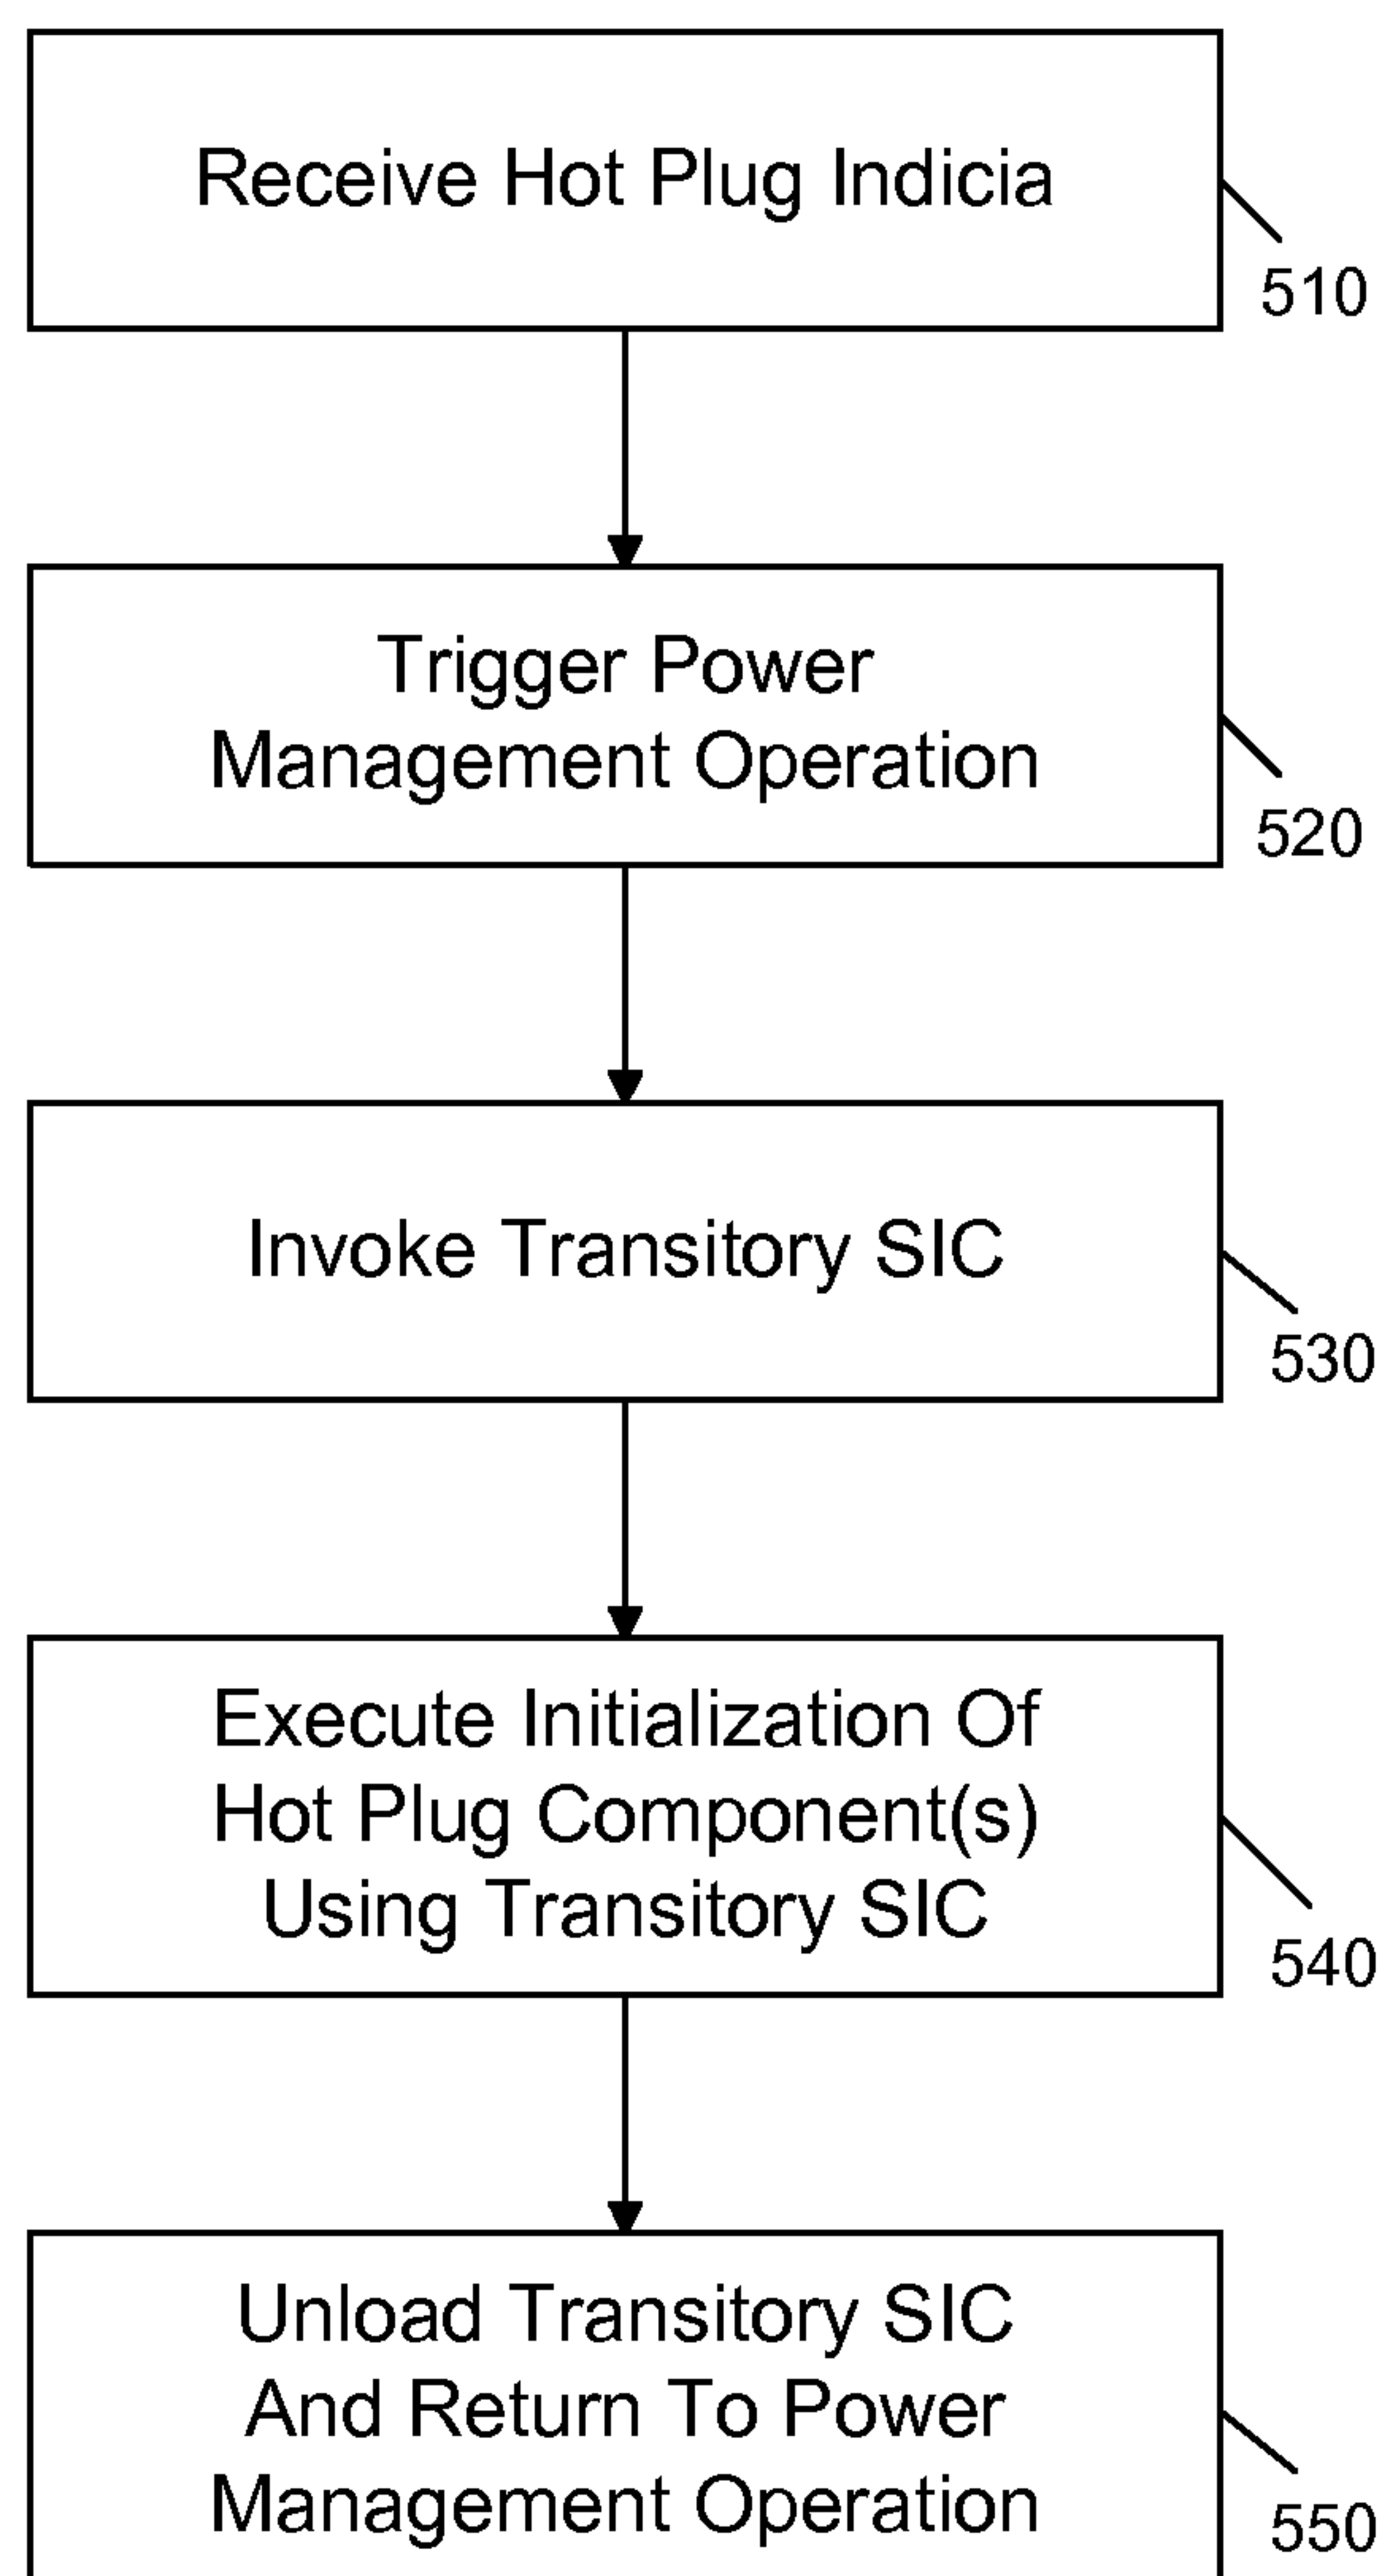 Receive Hot Plug Indicia
510
Trigger Power
Management Operation
520
Invoke Transitory SIC
530
Execute Initialization Of
Hot Plug Component(s)
Using Transitory SIC
540
Unload Transitory SIC
And Return To Power
Management Operation
550